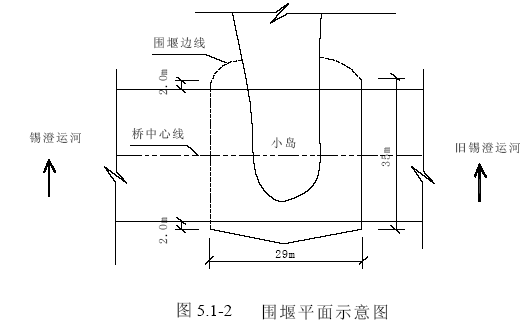 围堰边线
2.0m
桥中心线
小岛
锡澄运河
旧锡澄运河
33m
2.0m
29m
图 5.1-2 围堰平面示意图